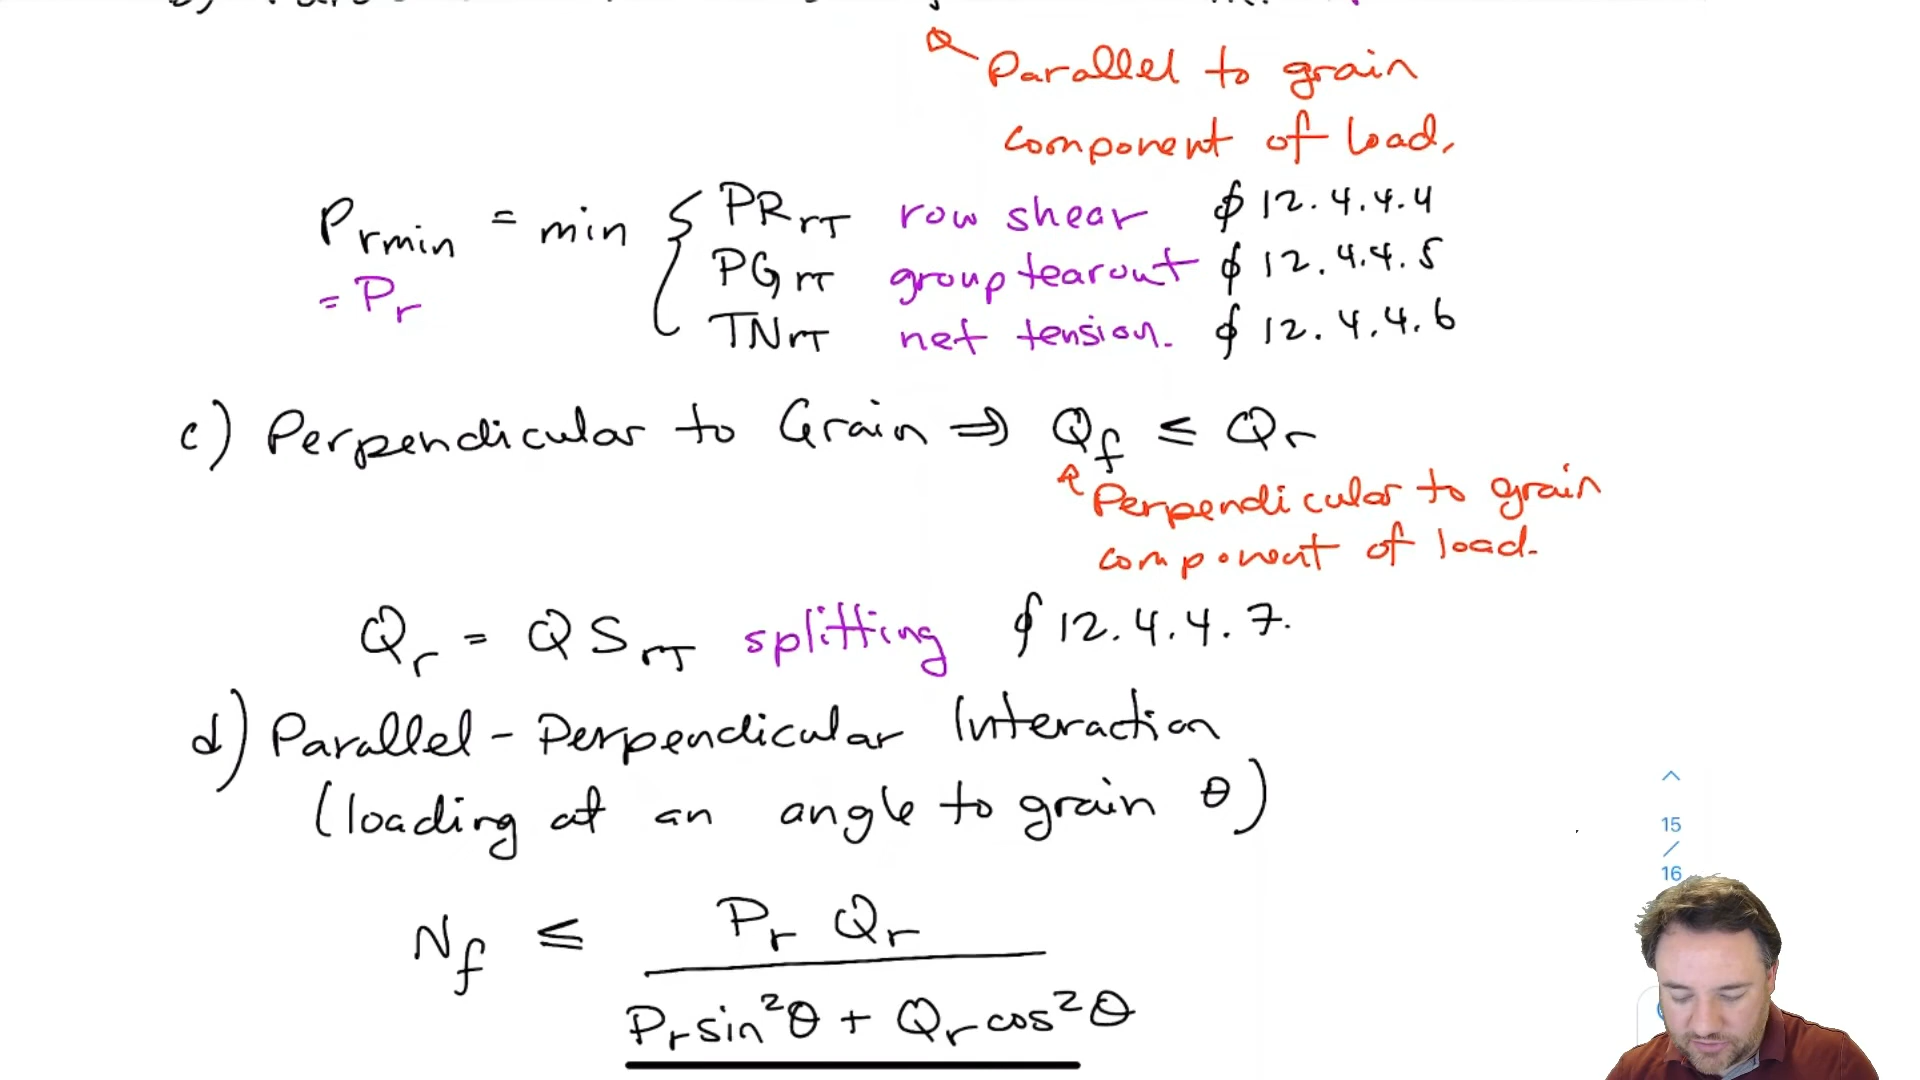 Parallel to grain
component of load.
Prmin = min { PRrT row shear § 12.4.4.4
= Pr PGrT group tearout § 12.4.4.5
TNrT net tension. § 12.4.4.6
c) Perpendicular to Grain ⇒ Qf ≤ Qr
Perpendicular to grain
component of load.
Qr = QSrT splitting § 12.4.4.7.
d) Parallel - Perpendicular Interaction
(loading at an angle to grain θ)
15
/
16
Nf ≤ Pr Qr
Pr sin²θ + Qr cos²θ